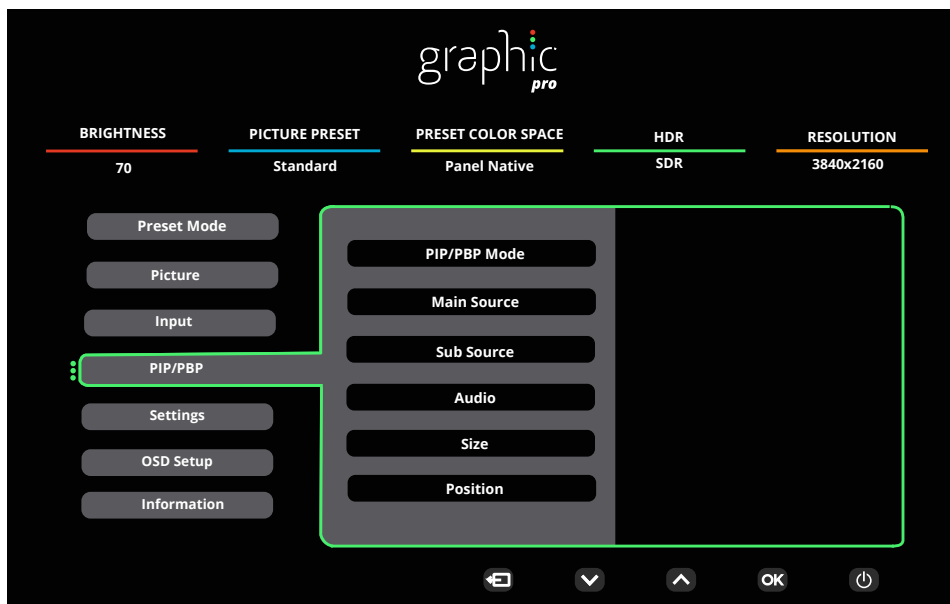 graphic
pro
BRIGHTNESS
PICTURE PRESET
PRESET COLOR SPACE
HDR
RESOLUTION
70
Standard
Panel Native
SDR
3840x2160
Preset Mode
Picture
Input
PIP/PBP
Settings
OSD Setup
Information
PIP/PBP Mode
Main Source
Sub Source
Audio
Size
Position
OK